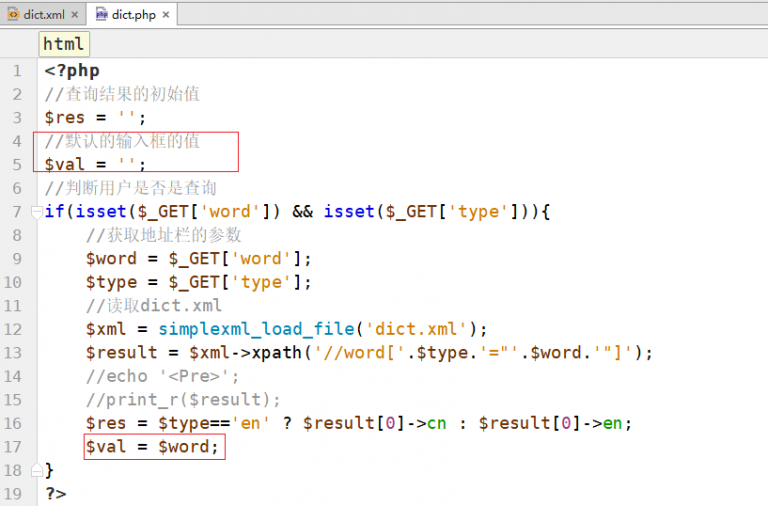 dict.xml × dict.php ×
html
1 <?php
2 //查询结果的初始值
3 $res = '';
4 //默认的输入框的值
5 $val = '';
6 //判断用户是否是查询
7 if(isset($_GET['word']) && isset($_GET['type'])){
8 //获取地址栏的参数
9 $word = $_GET['word'];
10 $type = $_GET['type'];
11 //读取dict.xml
12 $xml = simplexml_load_file('dict.xml');
13 $result = $xml->xpath('//word['.$type.'="'.$word.'"]');
14 //echo '<Pre>';
15 //print_r($result);
16 $res = $type=='en' ? $result[0]->cn : $result[0]->en;
17 $val = $word;
18 }
19 ?>